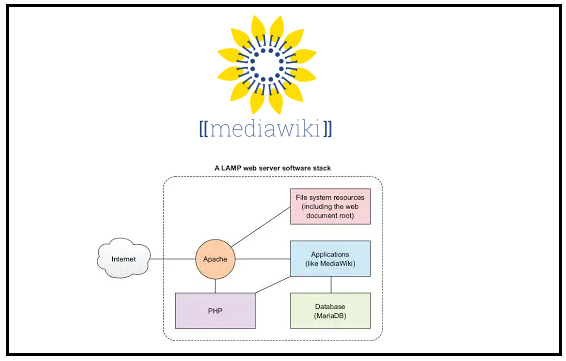 [[mediawiki]]
A LAMP web server software stack
File system resources
(including the web
document root)
Internet
Apache
Applications
(like MediaWiki)
PHP
Database
(MariaDB)